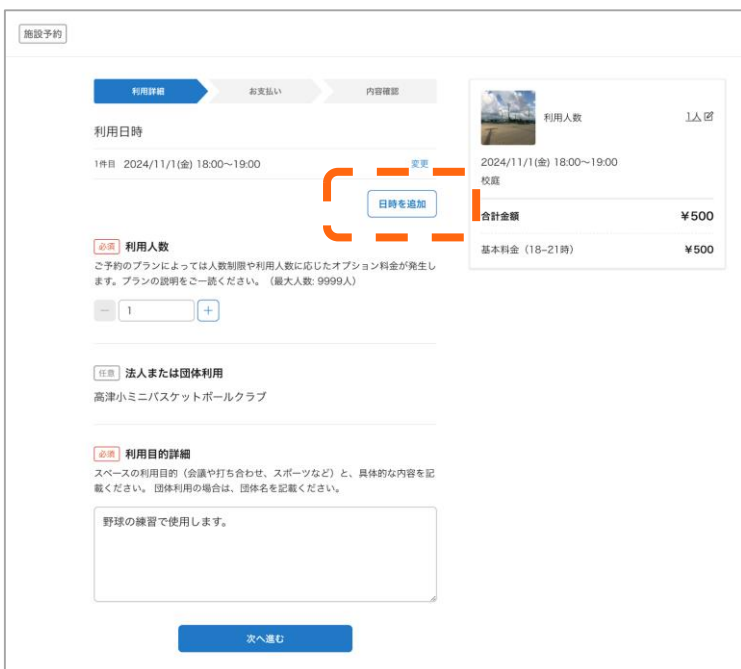 施設予約
利用詳細
お支払い
内容確認
利用日時
1件目 2024/11/1(金) 18:00〜19:00
変更
日時を追加
必須 利用人数
ご予約のプランによっては人数制限や利用人数に応じたオプション料金が発生し
ます。プランの説明をご一読ください。（最大人数: 9999人）
1
任意 法人または団体利用
高津小ミニバスケットボールクラブ
必須 利用目的詳細
スペースの利用目的（会議や打ち合わせ、スポーツなど）と、具体的な内容を記
載ください。 団体利用の場合は、団体名を記載ください。
野球の練習で使用します。
次へ進む
利用人数
1人
2024/11/1(金) 18:00〜19:00
校庭
合計金額 ¥500
基本料金（18–21時） ¥500